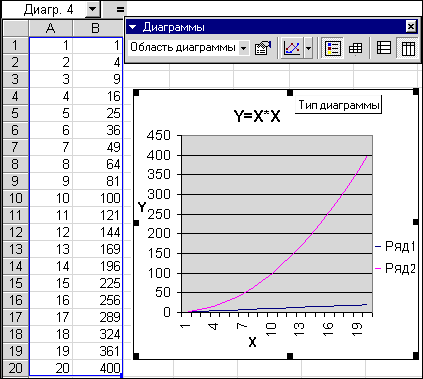 Диагр. 4 =
Диаграммы
Область диаграммы
A B
1 1 1
2 2 4
3 3 9
4 4 16
5 5 25
6 6 36
7 7 49
8 8 64
9 9 81
10 10 100
11 11 121
12 12 144
13 13 169
14 14 196
15 15 225
16 16 256
17 17 289
18 18 324
19 19 361
20 20 400
Тип диаграммы
Y=X*X
450
400
350
300
250
200
150
100
50
0
Y
1 4 7 10 13 16 19
X
Ряд1
Ряд2